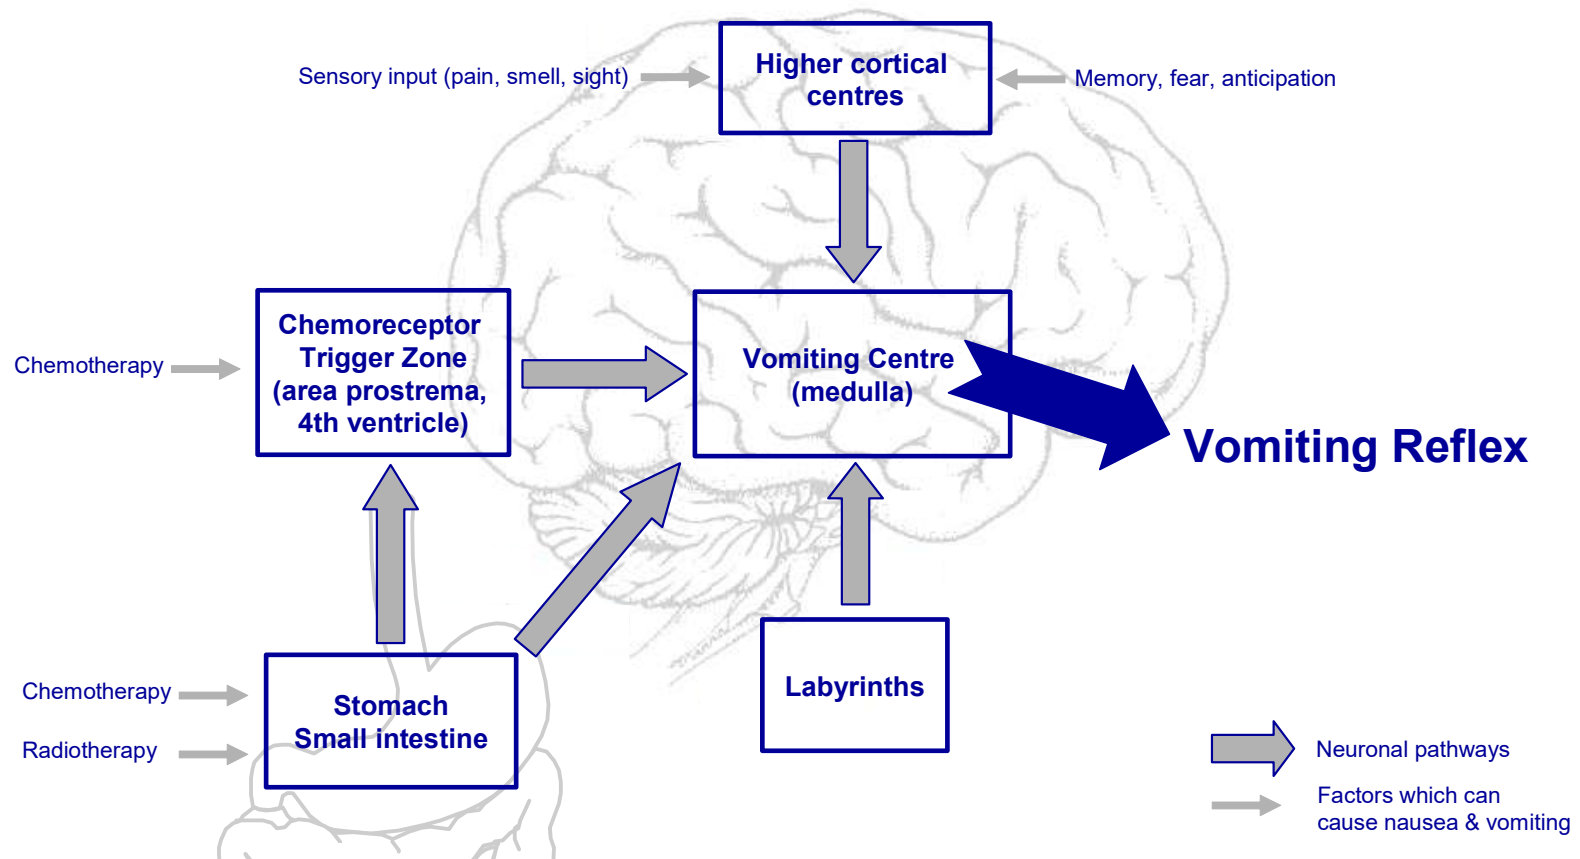 Higher cortical
centres
Sensory input (pain, smell, sight)
Memory, fear, anticipation
Chemoreceptor
Trigger Zone
(area prostrema,
4th ventricle)
Chemotherapy
Vomiting Centre
(medulla)
Vomiting Reflex
Chemotherapy
Radiotherapy
Stomach
Small intestine
Labyrinths
Neuronal pathways
Factors which can
cause nausea & vomiting